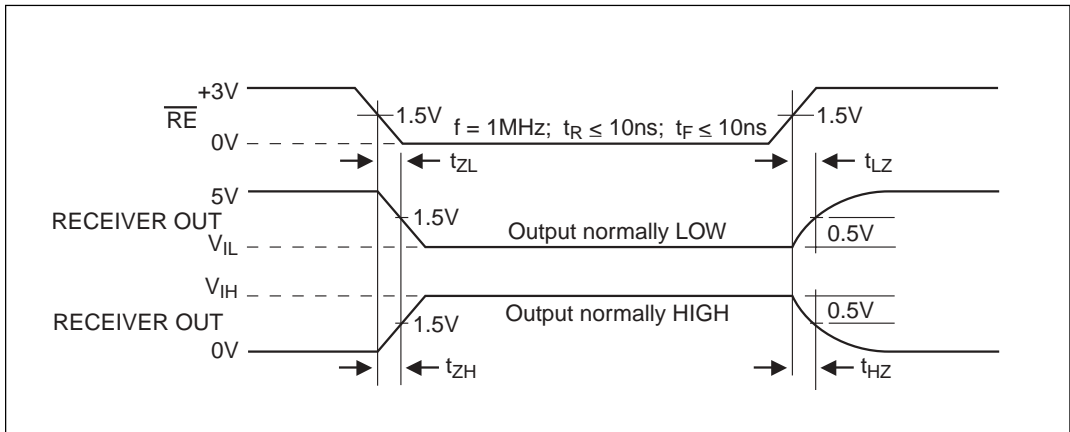 +3V
R̅E̅
1.5V
f = 1MHz; tR ≤ 10ns; tF ≤ 10ns
1.5V
0V
tZL
tLZ
5V
RECEIVER OUT
1.5V
Output normally LOW
0.5V
VIL
VIH
RECEIVER OUT
1.5V
Output normally HIGH
0.5V
0V
tZH
tHZ